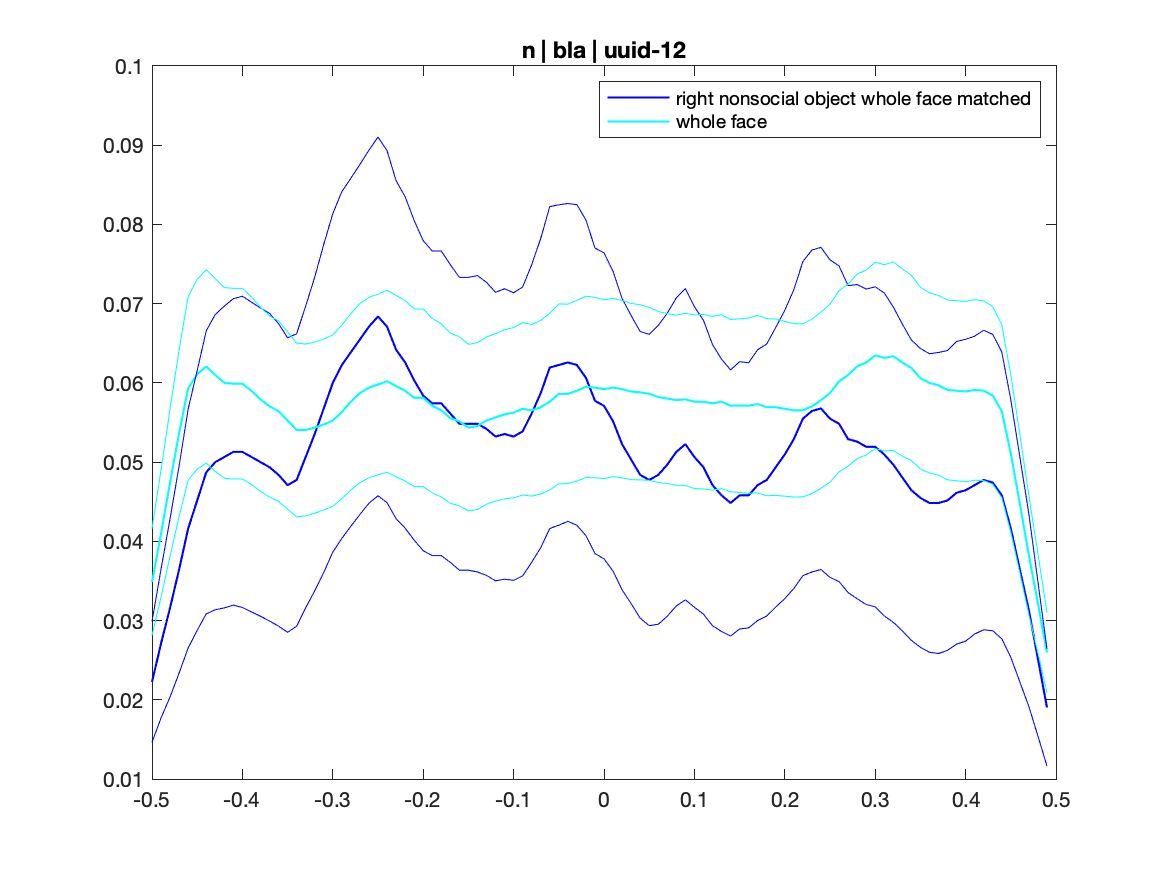 n | bla | uuid-12
right nonsocial object whole face matched
whole face
0.1
0.09
0.08
0.07
0.06
0.05
0.04
0.03
0.02
0.01
-0.5 -0.4 -0.3 -0.2 -0.1 0 0.1 0.2 0.3 0.4 0.5